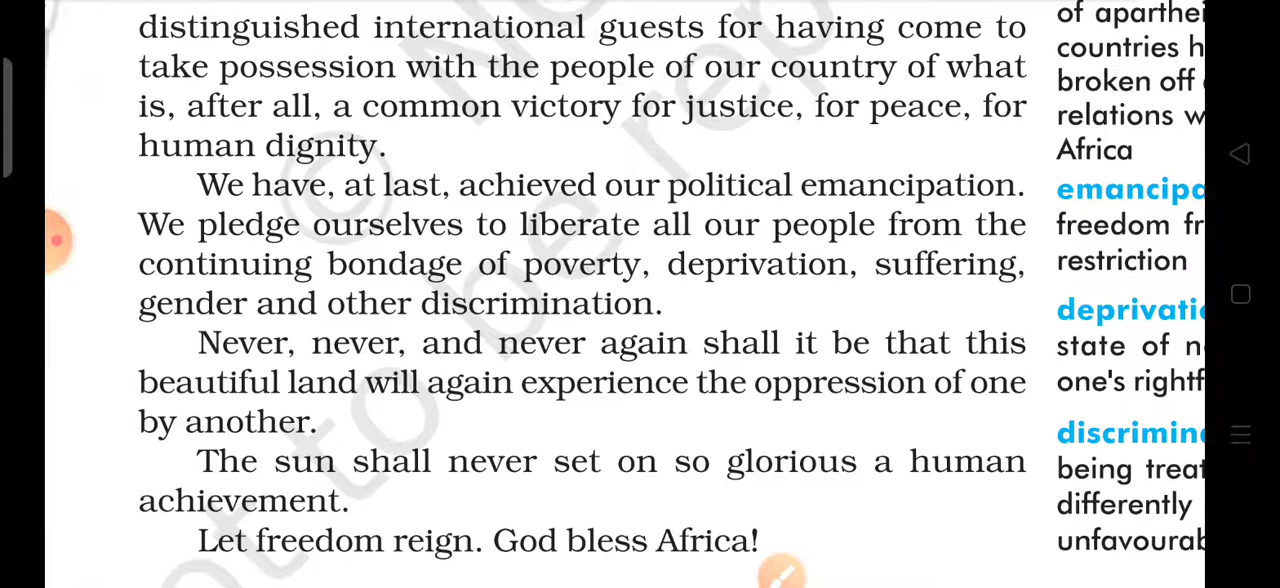 distinguished international guests for having come to
take possession with the people of our country of what
is, after all, a common victory for justice, for peace, for
human dignity.
We have, at last, achieved our political emancipation.
We pledge ourselves to liberate all our people from the
continuing bondage of poverty, deprivation, suffering,
gender and other discrimination.
Never, never, and never again shall it be that this
beautiful land will again experience the oppression of one
by another.
The sun shall never set on so glorious a human
achievement.
Let freedom reign. God bless Africa!
of
countries
broken off
relations
Africa
freedom
restriction
state of
one's
being
differently
© 
to be